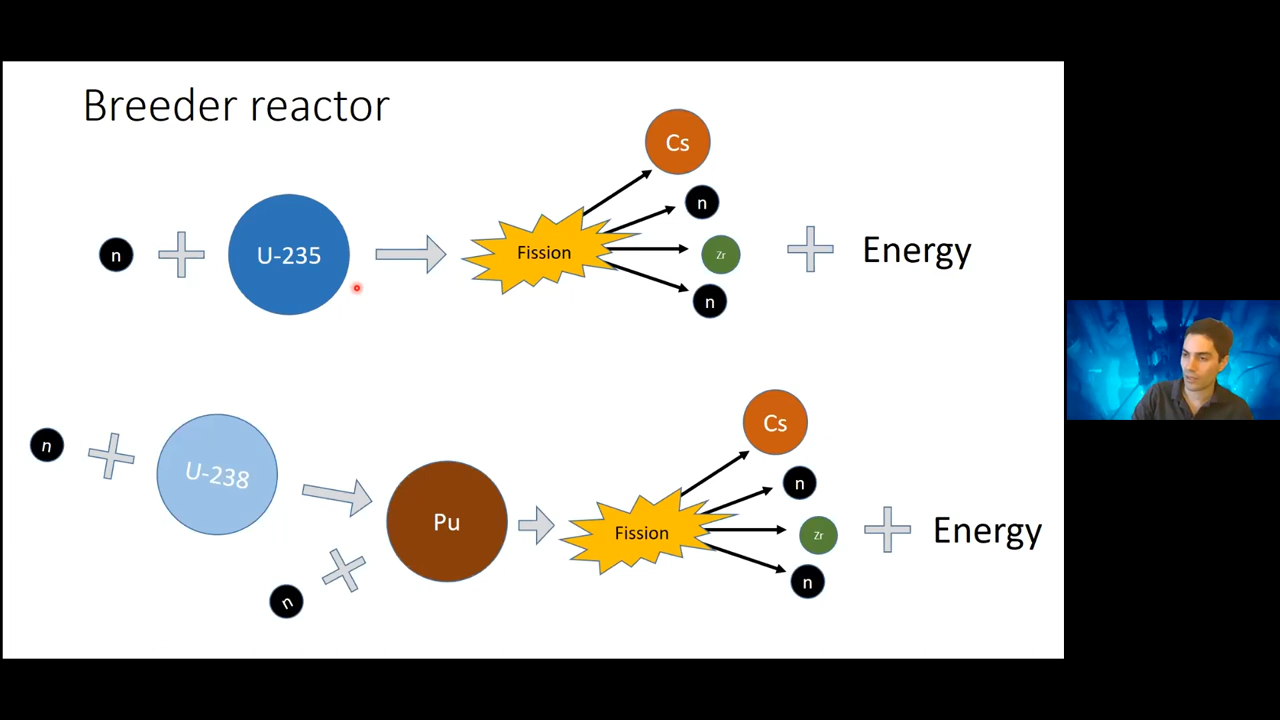 Breeder reactor
n
U-235
Fission
Cs
n
Zr
n
Energy
n
U-238
n
Pu
Fission
Cs
n
Zr
n
Energy